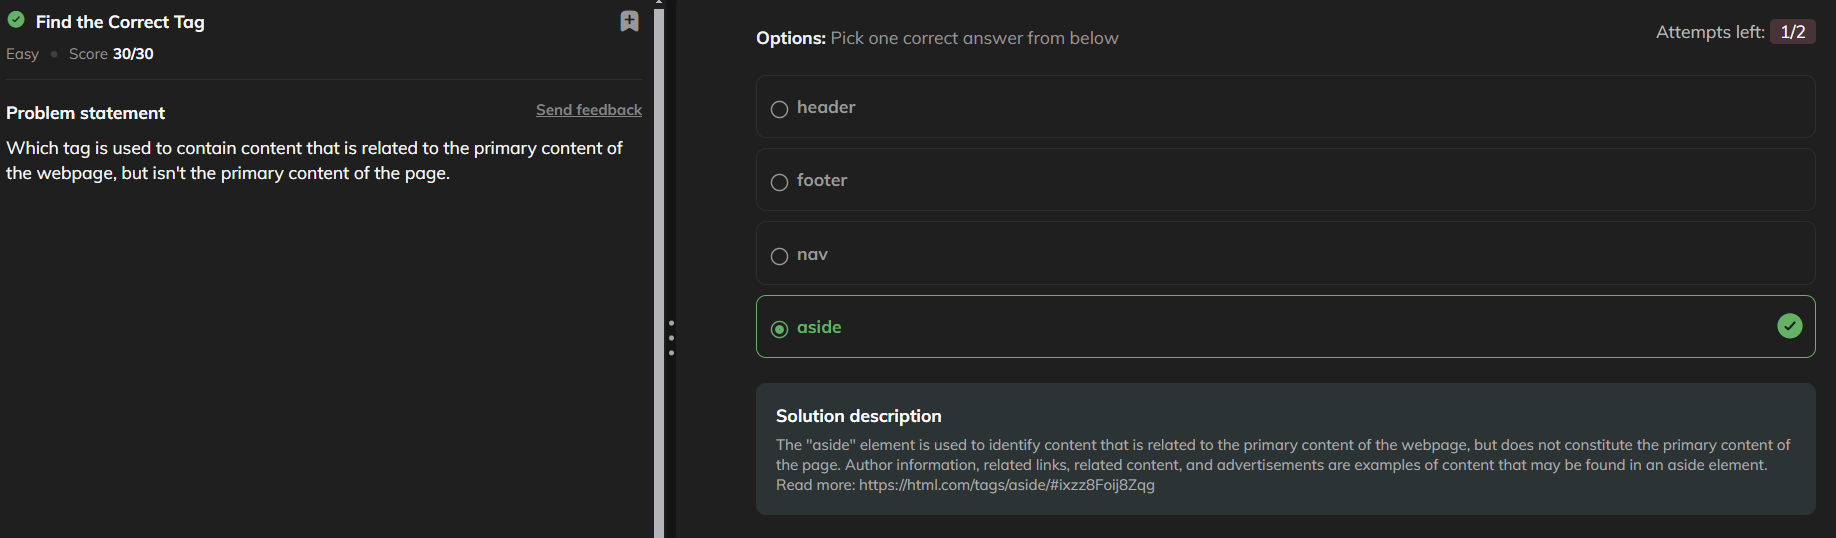 Find the Correct Tag
Easy • Score 30/30
Problem statement
Send feedback
Which tag is used to contain content that is related to the primary content of
the webpage, but isn't the primary content of the page.
Options: Pick one correct answer from below
Attempts left: 1/2
header
footer
nav
aside
Solution description
The "aside" element is used to identify content that is related to the primary content of the webpage, but does not constitute the primary content of
the page. Author information, related links, related content, and advertisements are examples of content that may be found in an aside element.
Read more: https://html.com/tags/aside/#ixzz8Foij8Zqg